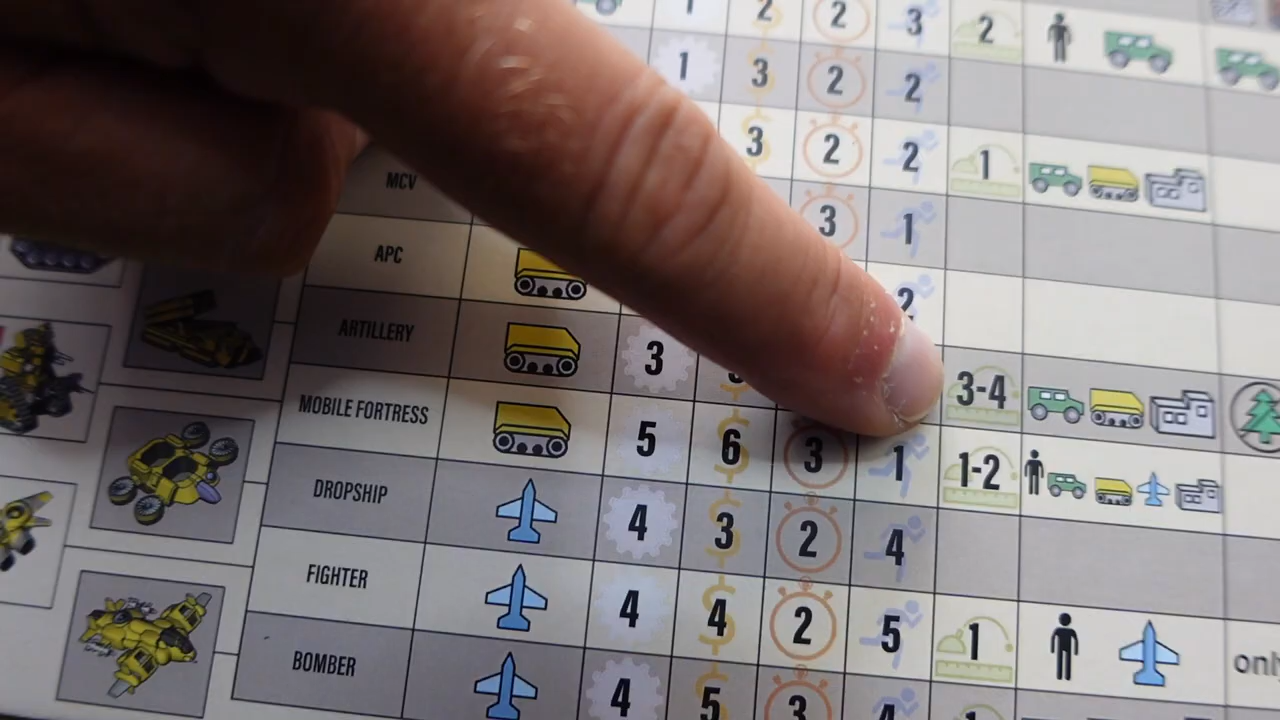 1 2 2 3 2
1 3 2 2
3 2 2 1
MCV 3 1
APC 2
ARTILLERY 3 3-4
MOBILE FORTRESS 5 6 3 1 1-2
DROPSHIP 4 3 2 4
FIGHTER 4 4 2 5 1 only
BOMBER 4 5 3 4 1